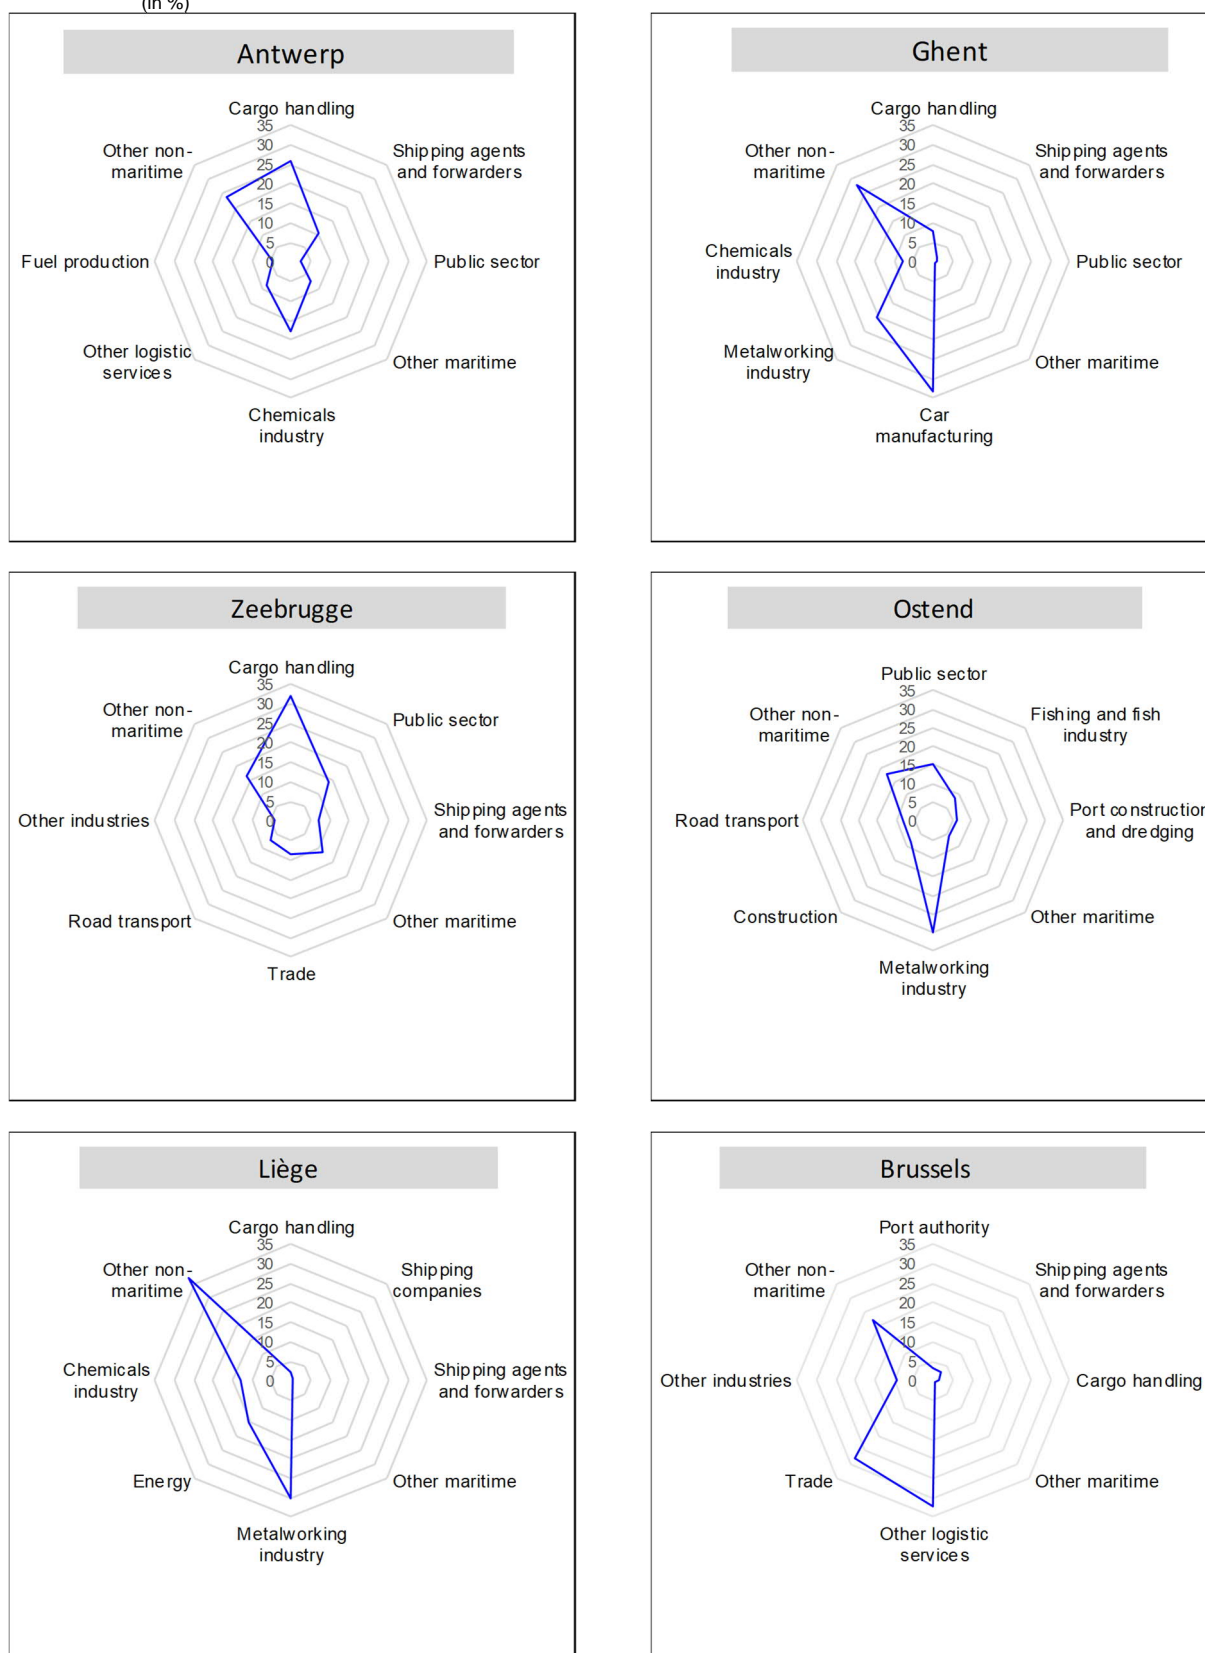 (in %)
Antwerp
Cargo handling
35
30
25
20
15
10
5
0
Other non-
maritime
Shipping agents
and forwarders
Fuel production
Public sector
Other logistic
services
Other maritime
Chemicals
industry
Ghent
Cargo handling
35
30
25
20
15
10
5
0
Other non-
maritime
Shipping agents
and forwarders
Chemicals
industry
Public sector
Metalworking
industry
Other maritime
Car
manufacturing
Zeebrugge
Cargo handling
35
30
25
20
15
10
5
0
Other non-
maritime
Public sector
Other industries
Shipping agents
and forwarders
Road transport
Other maritime
Trade
Ostend
Public sector
35
30
25
20
15
10
5
0
Other non-
maritime
Fishing and fish
industry
Road transport
Port construction
and dredging
Construction
Other maritime
Metalworking
industry
Liège
Cargo handling
35
30
25
20
15
10
5
0
Other non-
maritime
Shipping
companies
Chemicals
industry
Shipping agents
and forwarders
Energy
Other maritime
Metalworking
industry
Brussels
Port authority
35
30
25
20
15
10
5
0
Other non-
maritime
Shipping agents
and forwarders
Other industries
Cargo handling
Trade
Other maritime
Other logistic
services